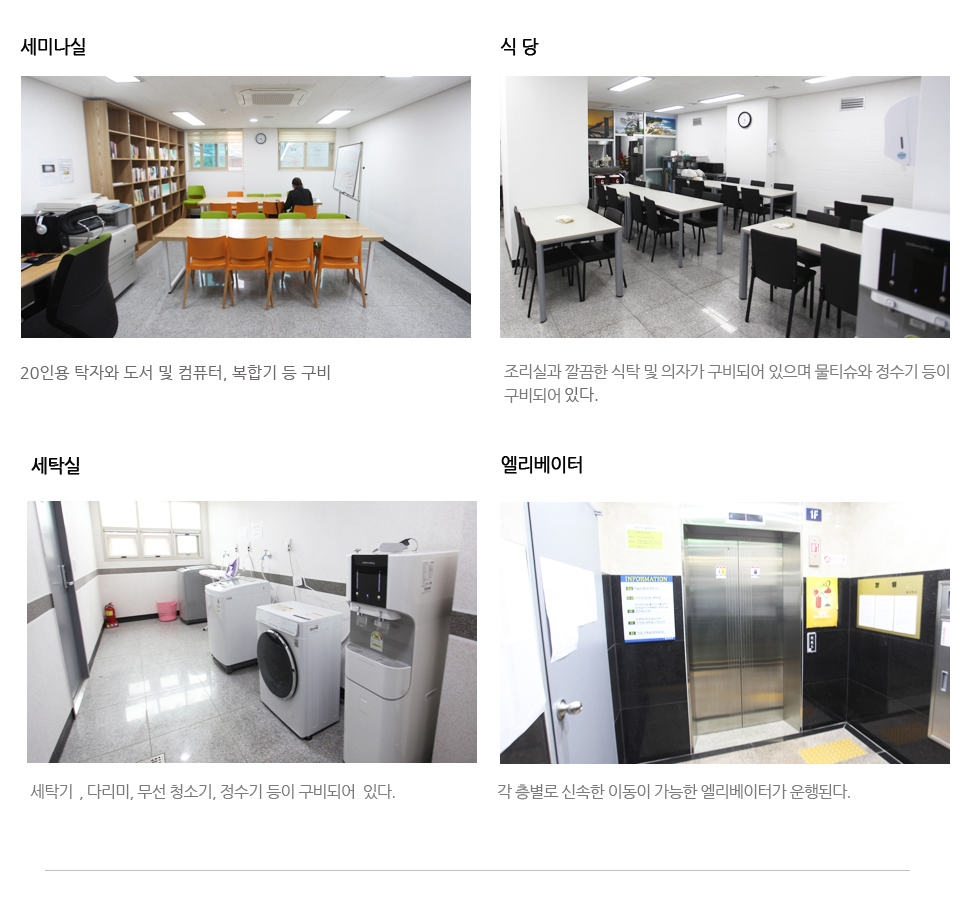 세미나실
식 당
20인용 탁자와 도서 및 컴퓨터, 복합기 등 구비
조리실과 깔끔한 식탁 및 의자가 구비되어 있으며 물티슈와 정수기 등이
구비되어 있다.
세탁실
엘리베이터
1F
INFORMATION
세탁기 , 다리미, 무선 청소기, 정수기 등이 구비되어 있다.
각 층별로 신속한 이동이 가능한 엘리베이터가 운행된다.